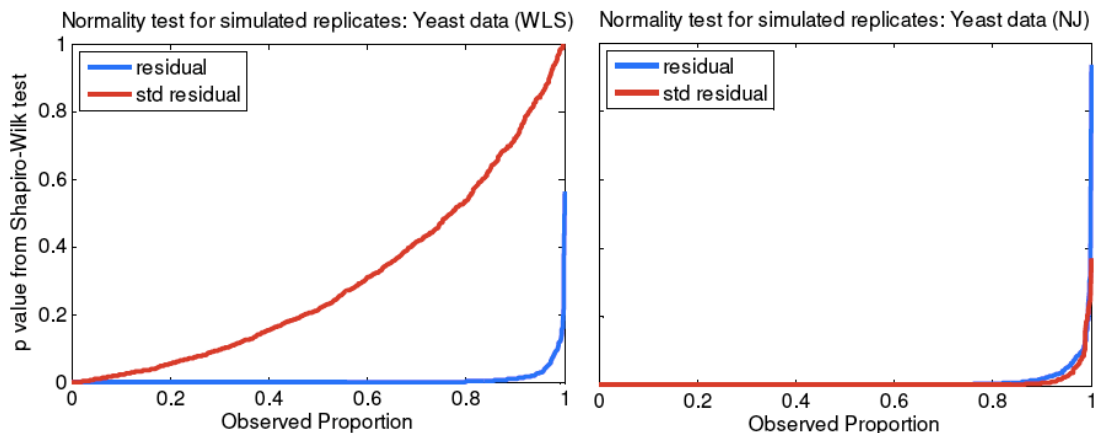 Normality test for simulated replicates: Yeast data (WLS)
residual
std residual
p value from Shapiro-Wilk test
1
0.8
0.6
0.4
0.2
0
0
0.2
0.4
0.6
0.8
1
Observed Proportion
Normality test for simulated replicates: Yeast data (NJ)
residual
std residual
0
0.2
0.4
0.6
0.8
1
Observed Proportion